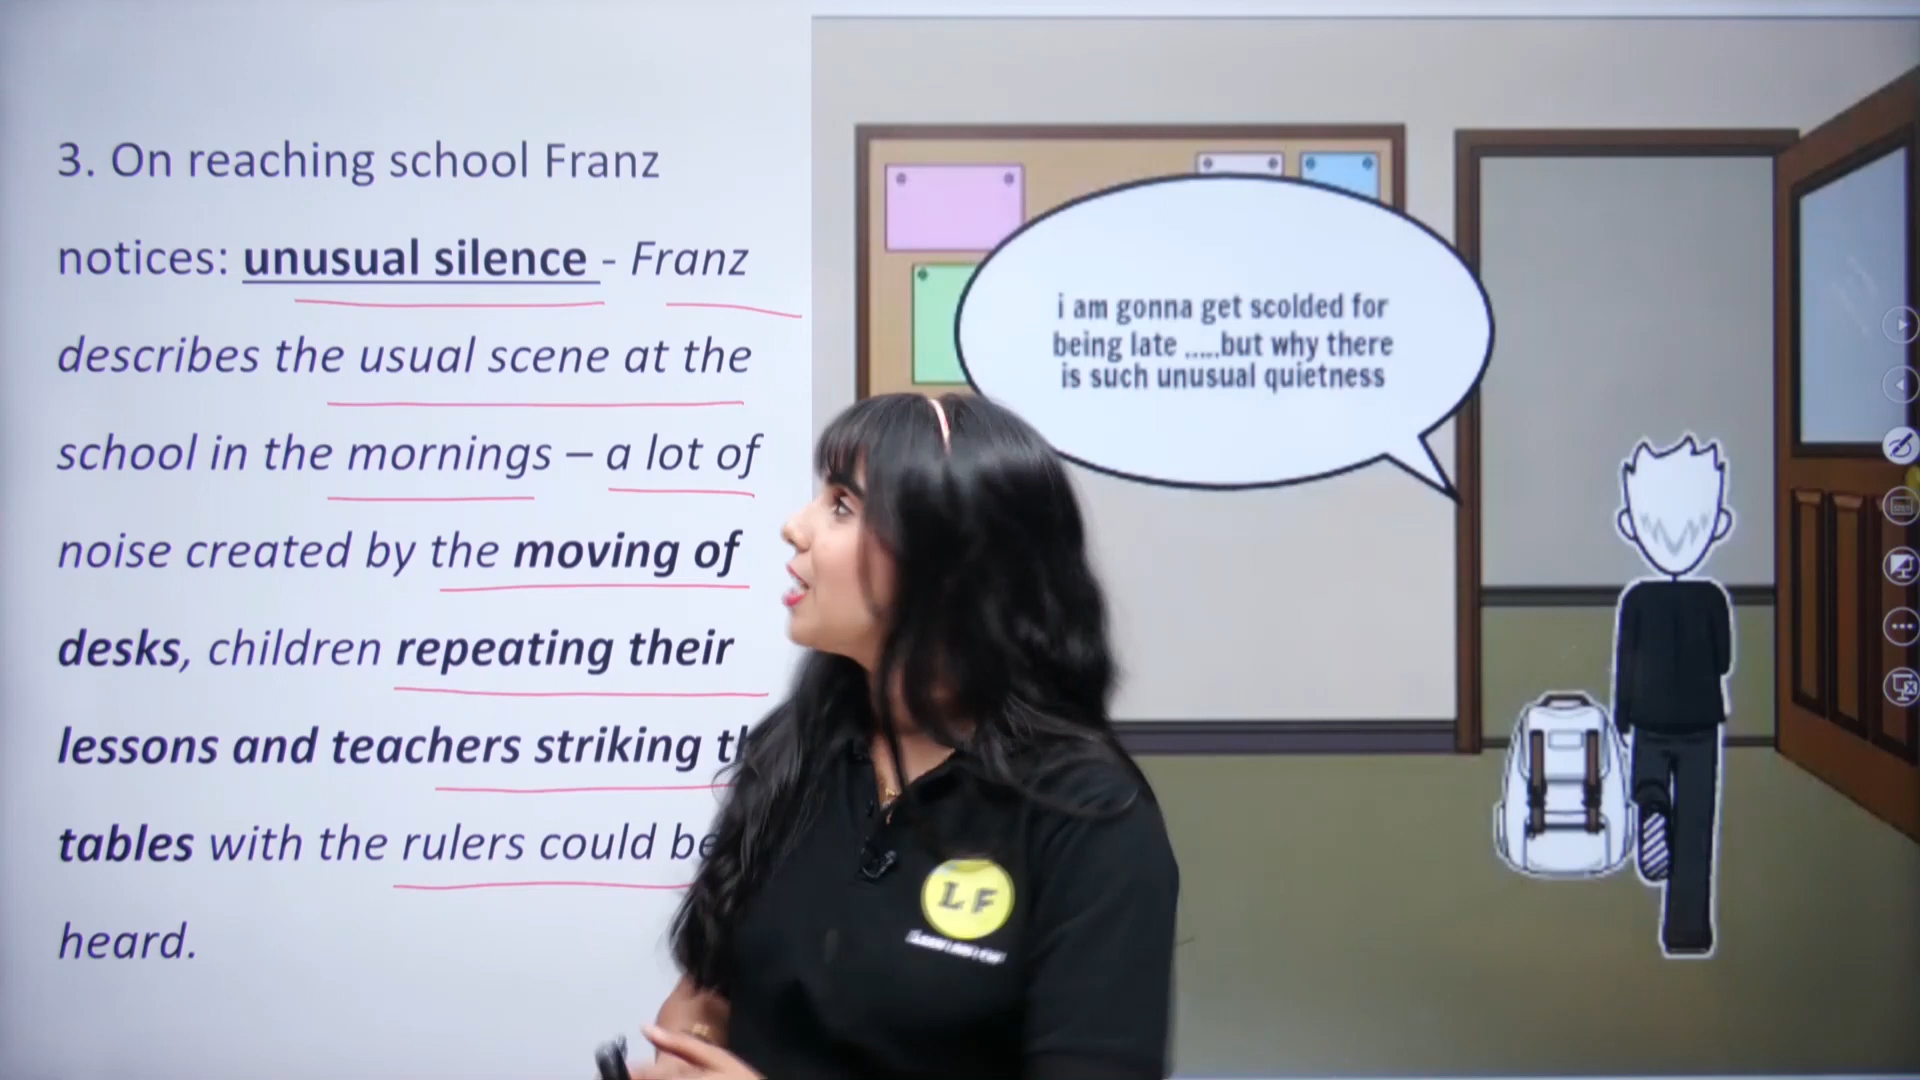 3. On reaching school Franz
notices: unusual silence - Franz
describes the usual scene at the
school in the mornings – a lot of
noise created by the moving of
desks, children repeating their
lessons and teachers striking
tables with the rulers could be
heard.
i am gonna get scolded for
being late .....but why there
is such unusual quietness
LF